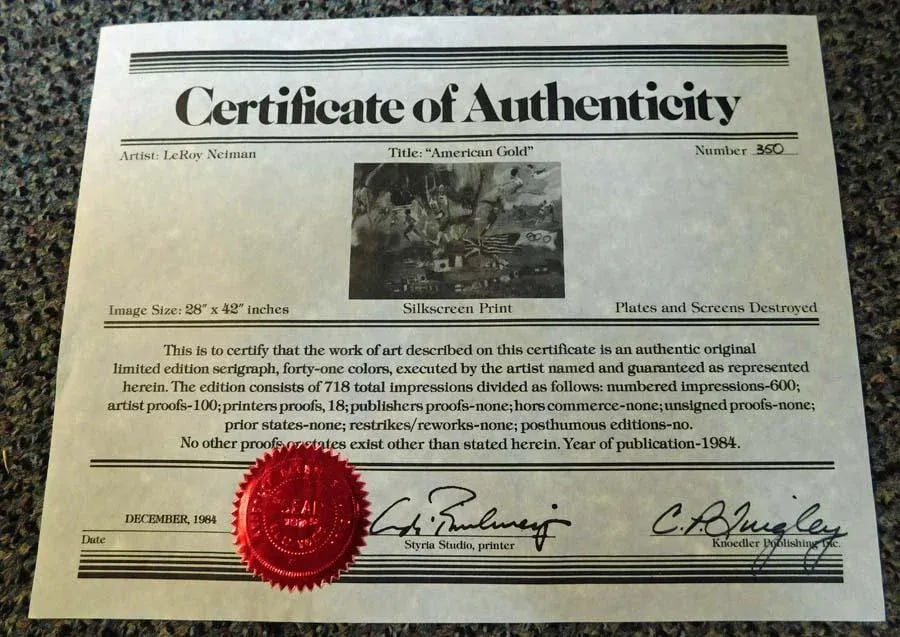 Certificate of Authenticity
Artist: LeRoy Neiman Title: "American Gold" Number 350
Image Size: 28" x 42" inches Silkscreen Print Plates and Screens Destroyed
This is to certify that the work of art described on this certificate is an authentic original
limited edition serigraph, forty-one colors, executed by the artist named and guaranteed as represented
herein. The edition consists of 718 total impressions divided as follows: numbered impressions-600;
artist proofs-100; printers proofs, 18; publishers proofs-none; hors commerce-none; unsigned proofs-none;
prior states-none; restrikes/reworks-none; posthumous editions-no.
No other proofs or states exist other than stated herein. Year of publication-1984.
DECEMBER, 1984
Date
SEAL
Styria Studio, printer
C.P. Quigley
Knoedler Publishing Inc.